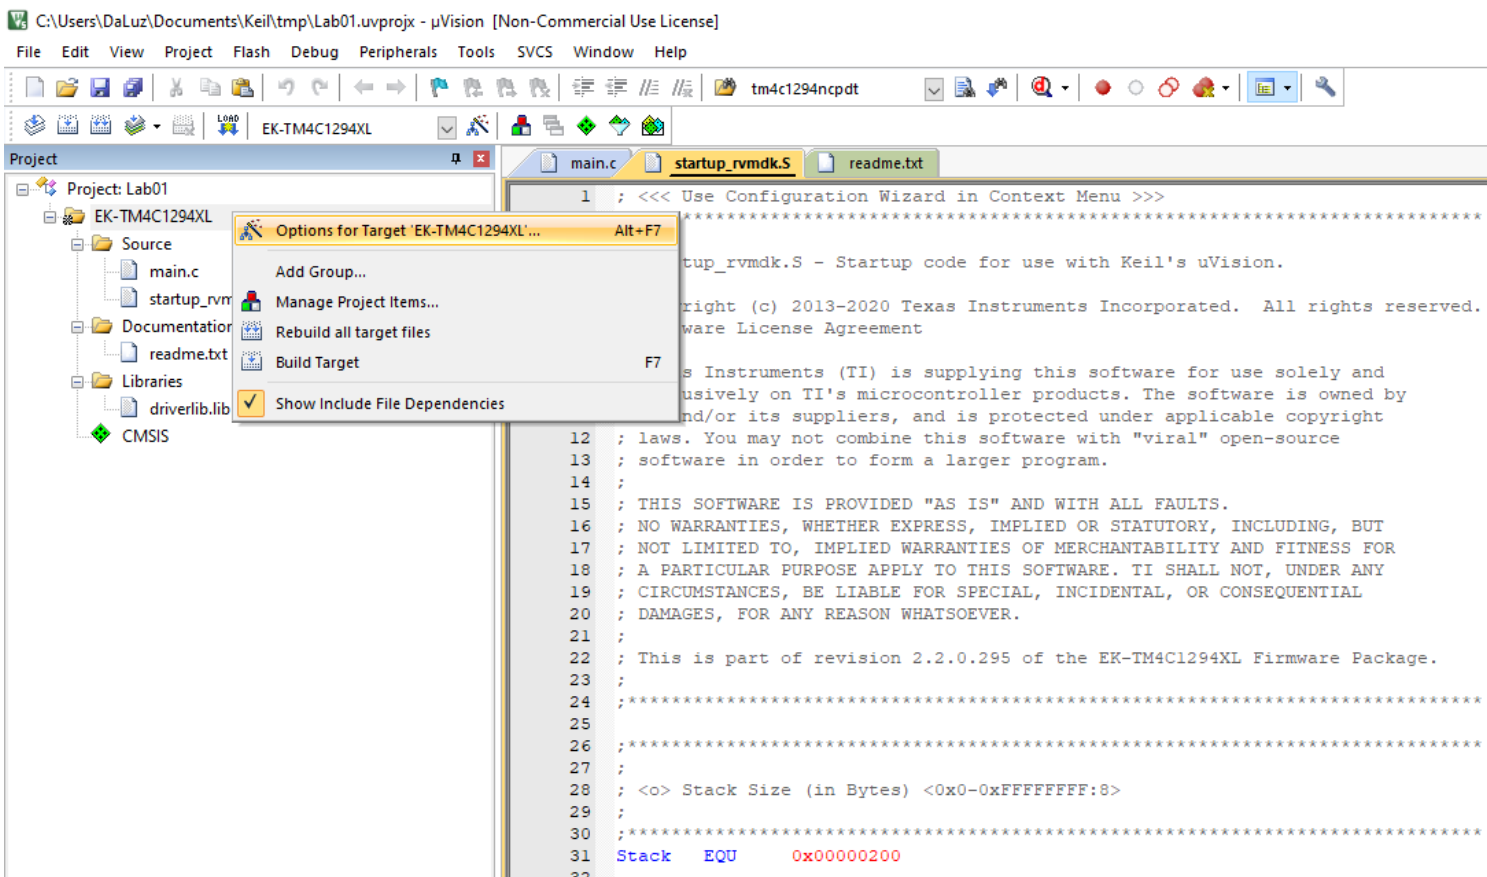 C:\Users\DaLuz\Documents\Keil\tmp\Lab01.uvprojx - µVision [Non-Commercial Use License]
File Edit View Project Flash Debug Peripherals Tools SVCS Window Help
tm4c1294ncpdt
LOAD EK-TM4C1294XL
Project
Project: Lab01
EK-TM4C1294XL
Source
main.c
startup_rvm
Documentation
readme.txt
Libraries
driverlib.lib
CMSIS
Options for Target 'EK-TM4C1294XL'... Alt+F7
Add Group...
Manage Project Items...
Rebuild all target files
Build Target F7
Show Include File Dependencies
main.c startup_rvmdk.S readme.txt
1 ; <<< Use Configuration Wizard in Context Menu >>>
*************************************************************************
tup_rvmdk.S - Startup code for use with Keil's uVision.
right (c) 2013-2020 Texas Instruments Incorporated.  All rights reserved.
ware License Agreement
s Instruments (TI) is supplying this software for use solely and
usively on TI's microcontroller products. The software is owned by
nd/or its suppliers, and is protected under applicable copyright
12 ; laws. You may not combine this software with "viral" open-source
13 ; software in order to form a larger program.
14 ;
15 ; THIS SOFTWARE IS PROVIDED "AS IS" AND WITH ALL FAULTS.
16 ; NO WARRANTIES, WHETHER EXPRESS, IMPLIED OR STATUTORY, INCLUDING, BUT
17 ; NOT LIMITED TO, IMPLIED WARRANTIES OF MERCHANTABILITY AND FITNESS FOR
18 ; A PARTICULAR PURPOSE APPLY TO THIS SOFTWARE. TI SHALL NOT, UNDER ANY
19 ; CIRCUMSTANCES, BE LIABLE FOR SPECIAL, INCIDENTAL, OR CONSEQUENTIAL
20 ; DAMAGES, FOR ANY REASON WHATSOEVER.
21 ;
22 ; This is part of revision 2.2.0.295 of the EK-TM4C1294XL Firmware Package.
23 ;
24 ;******************************************************************************
25
26 ;******************************************************************************
27 ;
28 ; <o> Stack Size (in Bytes) <0x0-0xFFFFFFFF:8>
29 ;
30 ;******************************************************************************
31 Stack   EQU     0x00000200